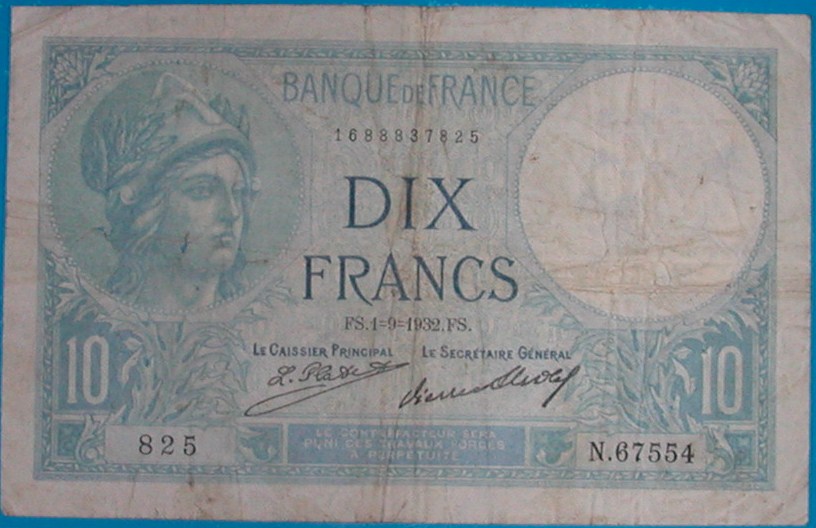 BANQUE DE FRANCE
1688837825
DIX
FRANCS
FS.1=9=1932.FS.
LE CAISSIER PRINCIPAL LE SECRÉTAIRE GÉNÉRAL
10 10
LE CONTREFACTEUR SERA
PUNI DES TRAVAUX FORCÉS
À PERPÉTUITÉ
825 N.67554